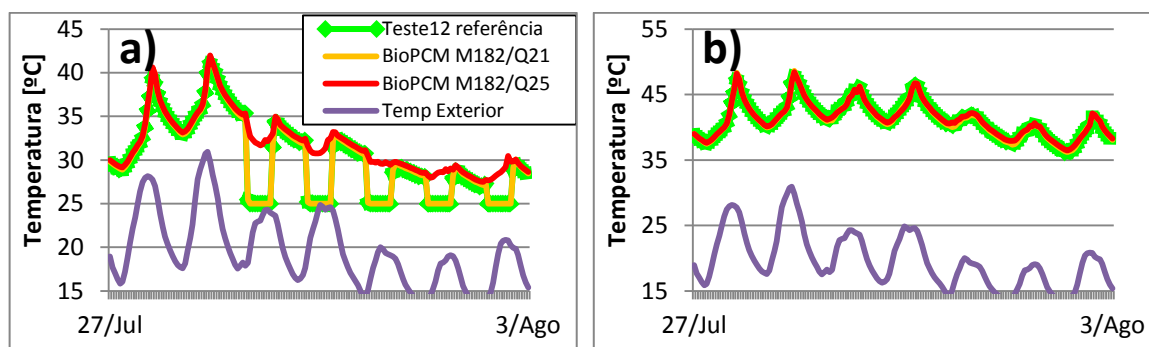 a)
Temperatura [ºC]
45
40
35
30
25
20
15
27/Jul
3/Ago
Teste12 referência
BioPCM M182/Q21
BioPCM M182/Q25
Temp Exterior
b)
Temperatura [ºC]
55
45
35
25
15
27/Jul
3/Ago